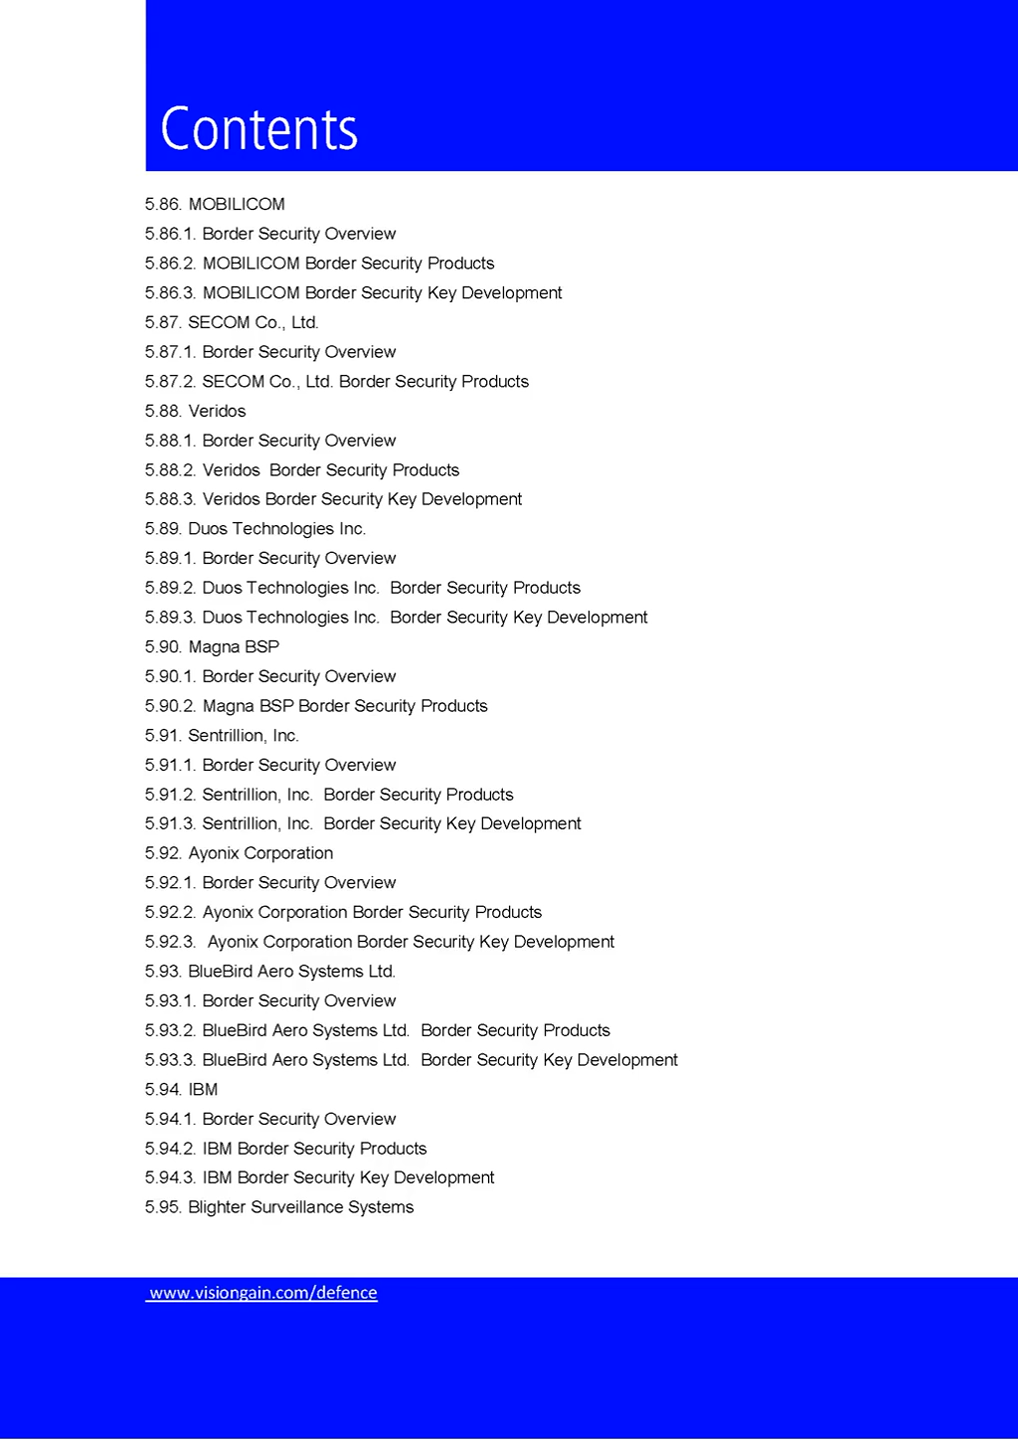 Contents
5.86. MOBILICOM
5.86.1. Border Security Overview
5.86.2. MOBILICOM Border Security Products
5.86.3. MOBILICOM Border Security Key Development
5.87. SECOM Co., Ltd.
5.87.1. Border Security Overview
5.87.2. SECOM Co., Ltd. Border Security Products
5.88. Veridos
5.88.1. Border Security Overview
5.88.2. Veridos  Border Security Products
5.88.3. Veridos Border Security Key Development
5.89. Duos Technologies Inc.
5.89.1. Border Security Overview
5.89.2. Duos Technologies Inc.  Border Security Products
5.89.3. Duos Technologies Inc.  Border Security Key Development
5.90. Magna BSP
5.90.1. Border Security Overview
5.90.2. Magna BSP Border Security Products
5.91. Sentrillion, Inc.
5.91.1. Border Security Overview
5.91.2. Sentrillion, Inc.  Border Security Products
5.91.3. Sentrillion, Inc.  Border Security Key Development
5.92. Ayonix Corporation
5.92.1. Border Security Overview
5.92.2. Ayonix Corporation Border Security Products
5.92.3.  Ayonix Corporation Border Security Key Development
5.93. BlueBird Aero Systems Ltd.
5.93.1. Border Security Overview
5.93.2. BlueBird Aero Systems Ltd.  Border Security Products
5.93.3. BlueBird Aero Systems Ltd.  Border Security Key Development
5.94. IBM
5.94.1. Border Security Overview
5.94.2. IBM Border Security Products
5.94.3. IBM Border Security Key Development
5.95. Blighter Surveillance Systems
www.visiongain.com/defence